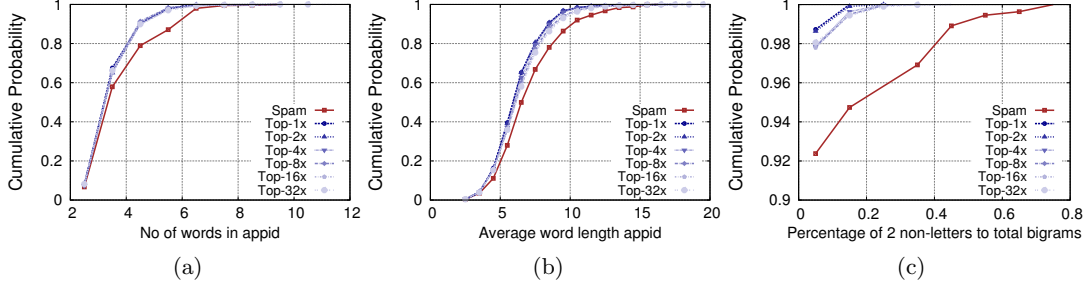 Cumulative Probability
1
0.8
0.6
0.4
0.2
0
2
4
6
8
10
12
No of words in appid
Spam
Top-1x
Top-2x
Top-4x
Top-8x
Top-16x
Top-32x
(a)
Cumulative Probability
1
0.8
0.6
0.4
0.2
0
0
5
10
15
20
Average word length appid
Spam
Top-1x
Top-2x
Top-4x
Top-8x
Top-16x
Top-32x
(b)
Cumulative Probability
1
0.98
0.96
0.94
0.92
0.9
0
0.2
0.4
0.6
0.8
Percentage of 2 non-letters to total bigrams
Spam
Top-1x
Top-2x
Top-4x
Top-8x
Top-16x
Top-32x
(c)